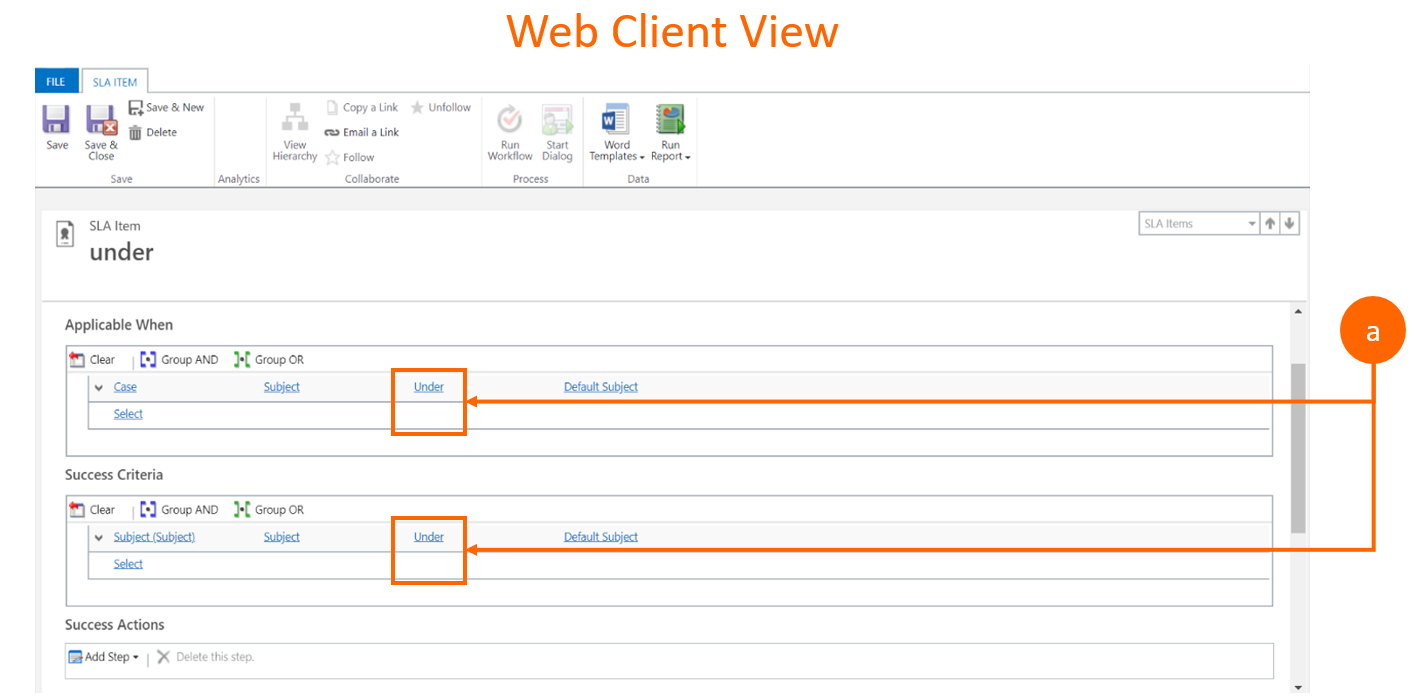 Web Client View
FILE
SLA ITEM
Save
Save &
Close
Save & New
Delete
Save
Analytics
View
Hierarchy
Copy a Link
Unfollow
Email a Link
Follow
Collaborate
Run
Workflow
Start
Dialog
Process
Word
Templates
Run
Report
Data
SLA Item
under
SLA Items
Applicable When
Clear | Group AND Group OR
Case Subject Under Default Subject
Select
a
Success Criteria
Clear | Group AND Group OR
Subject (Subject) Subject Under Default Subject
Select
Success Actions
Add Step | Delete this step.